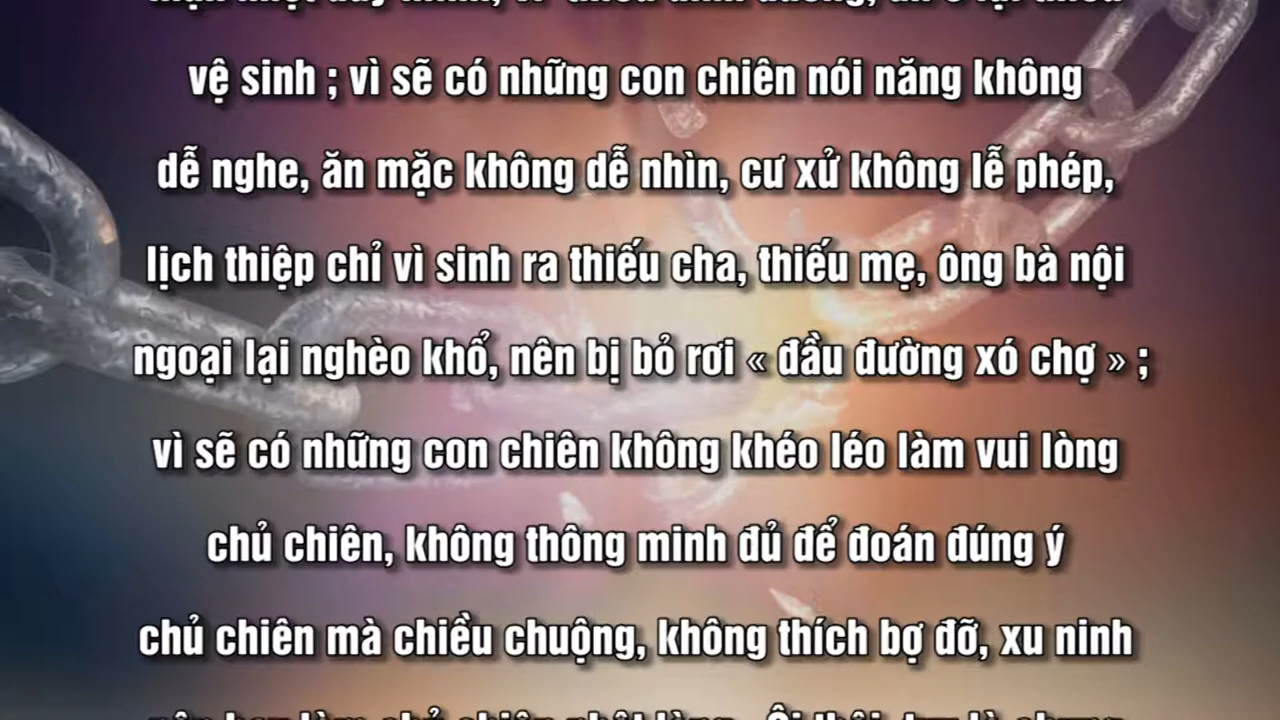 vệ sinh ; vì sẽ có những con chiên nói năng không
dễ nghe, ăn mặc không dễ nhìn, cư xử không lễ phép,
lịch thiệp chỉ vì sinh ra thiếu cha, thiếu mẹ, ông bà nội
ngoại lại nghèo khổ, nên bị bỏ rơi « đầu đường xó chợ » ;
vì sẽ có những con chiên không khéo léo làm vui lòng
chủ chiên, không thông minh đủ để đoán đúng ý
chủ chiên mà chiều chuộng, không thích bợ đỡ, xu ninh